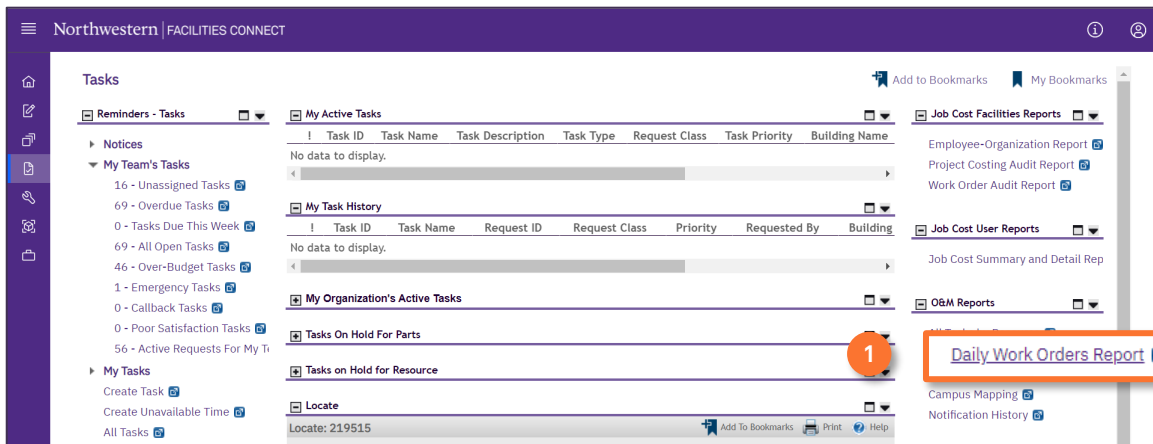 Northwestern | FACILITIES CONNECT
Tasks
Add to Bookmarks My Bookmarks
Reminders - Tasks
Notices
My Team's Tasks
16 - Unassigned Tasks
69 - Overdue Tasks
0 - Tasks Due This Week
69 - All Open Tasks
46 - Over-Budget Tasks
1 - Emergency Tasks
0 - Callback Tasks
0 - Poor Satisfaction Tasks
56 - Active Requests For My
My Tasks
Create Task
Create Unavailable Time
All Tasks
My Active Tasks
! Task ID Task Name Task Description Task Type Request Class Task Priority Building Name
No data to display.
My Task History
! Task ID Task Name Request ID Request Class Priority Requested By Building
No data to display.
My Organization's Active Tasks
Tasks On Hold For Parts
Tasks on Hold for Resource
Locate
Locate: 219515 Add To Bookmarks Print Help
Job Cost Facilities Reports
Employee-Organization Report
Project Costing Audit Report
Work Order Audit Report
Job Cost User Reports
Job Cost Summary and Detail Rep
O&M Reports
1
Daily Work Orders Report
Campus Mapping
Notification History